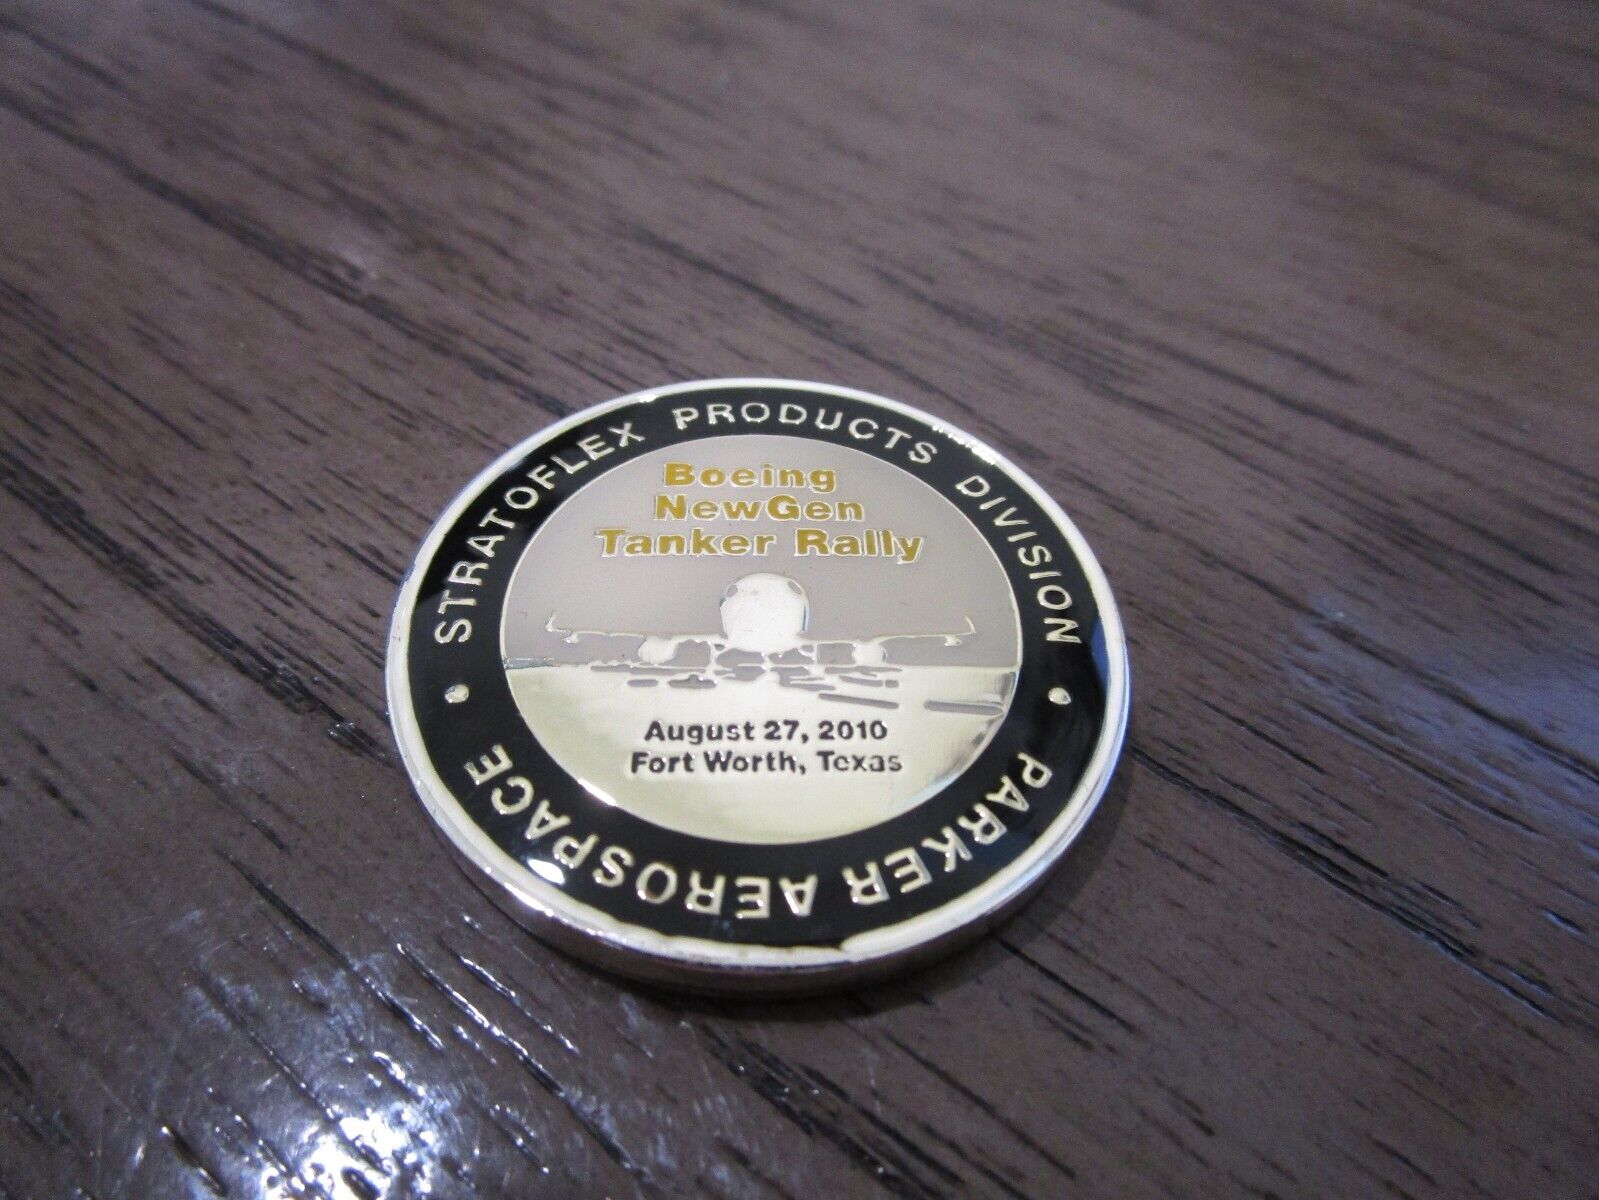 STRATOFLEX PRODUCTS DIVISION
Boeing
NewGen
Tanker Rally
August 27, 2010
Fort Worth, Texas
• PARKER AEROSPACE •